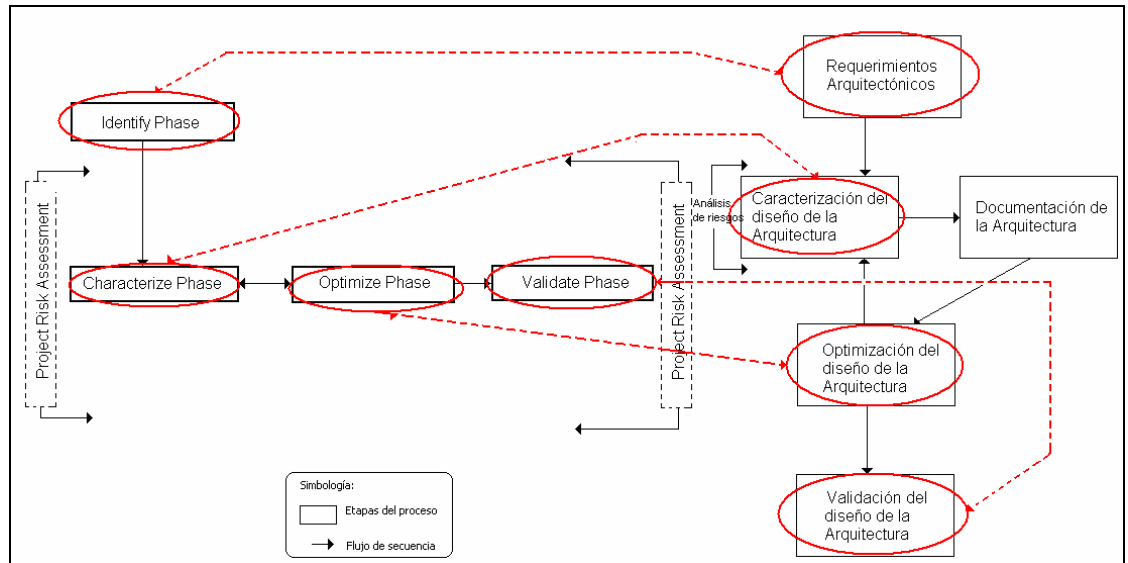 Identify Phase
Project Risk Assessment
Characterize Phase
Optimize Phase
Validate Phase
Project Risk Assessment
Requerimientos
Arquitectónicos
Análisis
de riesgos
Caracterización del
diseño de la
Arquitectura
Documentación de
la Arquitectura
Optimización del
diseño de la
Arquitectura
Validación del
diseño de la
Arquitectura
Simbología:
Etapas del proceso
Flujo de secuencia